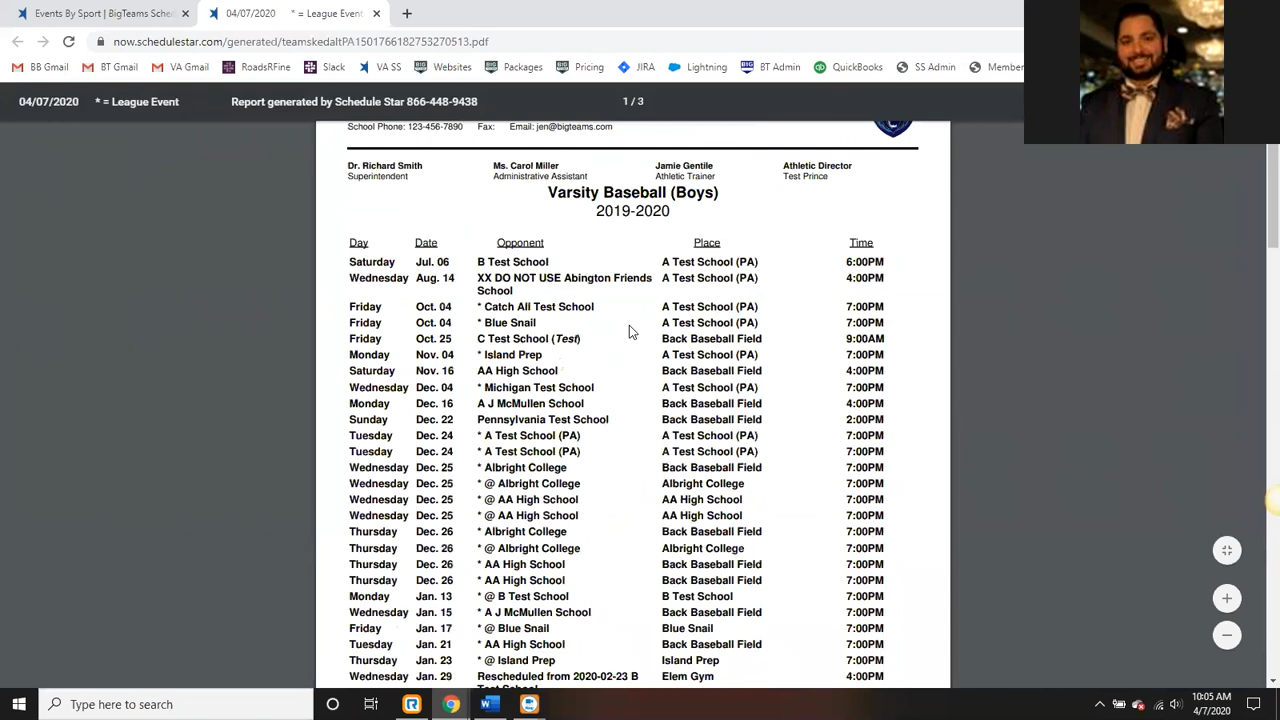 Events By Sport | BigTeams Sche
04/07/2020 * = League Event
now.schedulestar.com/generated/teamskedaltPA1501766182753270513.pdf
BB Gmail BT Gmail VA Gmail RoadsRFine Slack VA SS Websites Packages Pricing JIRA Lightning BT Admin QuickBooks SS Admin Member
04/07/2020 * = League Event Report generated by Schedule Star 866-448-9438 1 / 3
School Phone: 123-456-7890 Fax: Email: jen@bigteams.com
Dr. Richard Smith Ms. Carol Miller Jamie Gentile Athletic Director
Superintendent Administrative Assistant Athletic Trainer Test Prince
Varsity Baseball (Boys)
2019-2020
Day Date Opponent Place Time
Saturday Jul. 06 B Test School A Test School (PA) 6:00PM
Wednesday Aug. 14 XX DO NOT USE Abington Friends A Test School (PA) 4:00PM
School
Friday Oct. 04 * Catch All Test School A Test School (PA) 7:00PM
Friday Oct. 04 * Blue Snail A Test School (PA) 7:00PM
Friday Oct. 25 C Test School (Test) Back Baseball Field 9:00AM
Monday Nov. 04 * Island Prep A Test School (PA) 7:00PM
Saturday Nov. 16 AA High School Back Baseball Field 4:00PM
Wednesday Dec. 04 * Michigan Test School A Test School (PA) 7:00PM
Monday Dec. 16 A J McMullen School Back Baseball Field 4:00PM
Sunday Dec. 22 Pennsylvania Test School Back Baseball Field 2:00PM
Tuesday Dec. 24 * A Test School (PA) A Test School (PA) 7:00PM
Tuesday Dec. 24 * A Test School (PA) A Test School (PA) 7:00PM
Wednesday Dec. 25 * Albright College Back Baseball Field 7:00PM
Wednesday Dec. 25 * @ Albright College Albright College 7:00PM
Wednesday Dec. 25 * @ AA High School AA High School 7:00PM
Wednesday Dec. 25 * @ AA High School AA High School 7:00PM
Thursday Dec. 26 * Albright College Back Baseball Field 7:00PM
Thursday Dec. 26 * @ Albright College Albright College 7:00PM
Thursday Dec. 26 * AA High School Back Baseball Field 7:00PM
Thursday Dec. 26 * AA High School Back Baseball Field 7:00PM
Monday Jan. 13 * @ B Test School B Test School 7:00PM
Wednesday Jan. 15 * A J McMullen School Back Baseball Field 7:00PM
Friday Jan. 17 * @ Blue Snail Blue Snail 7:00PM
Tuesday Jan. 21 * AA High School Back Baseball Field 7:00PM
Thursday Jan. 23 * @ Island Prep Island Prep 7:00PM
Wednesday Jan. 29 Rescheduled from 2020-02-23 B Elem Gym 4:00PM
Type here to search
10:05 AM
4/7/2020